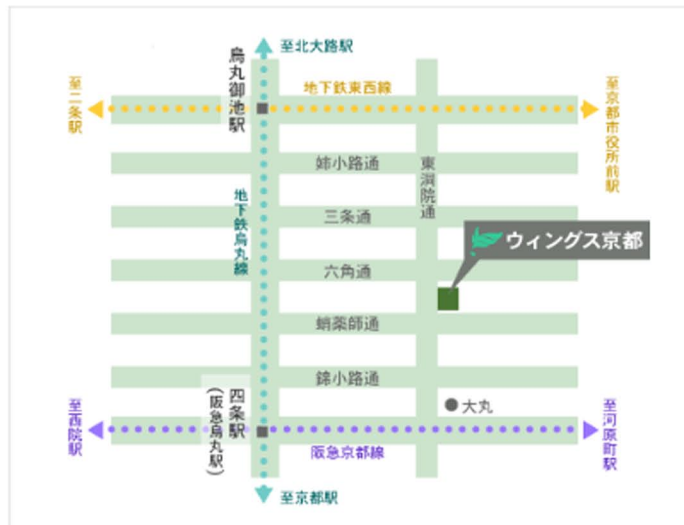 至北大路駅
烏丸御池駅
地下鉄東西線
至二条駅
至京都市役所前駅
姉小路通
東洞院通
地下鉄烏丸線
三条通
ウィングス京都
六角通
蛸薬師通
錦小路通
四条駅
(阪急烏丸駅)
大丸
至西院駅
至河原町駅
阪急京都線
至京都駅